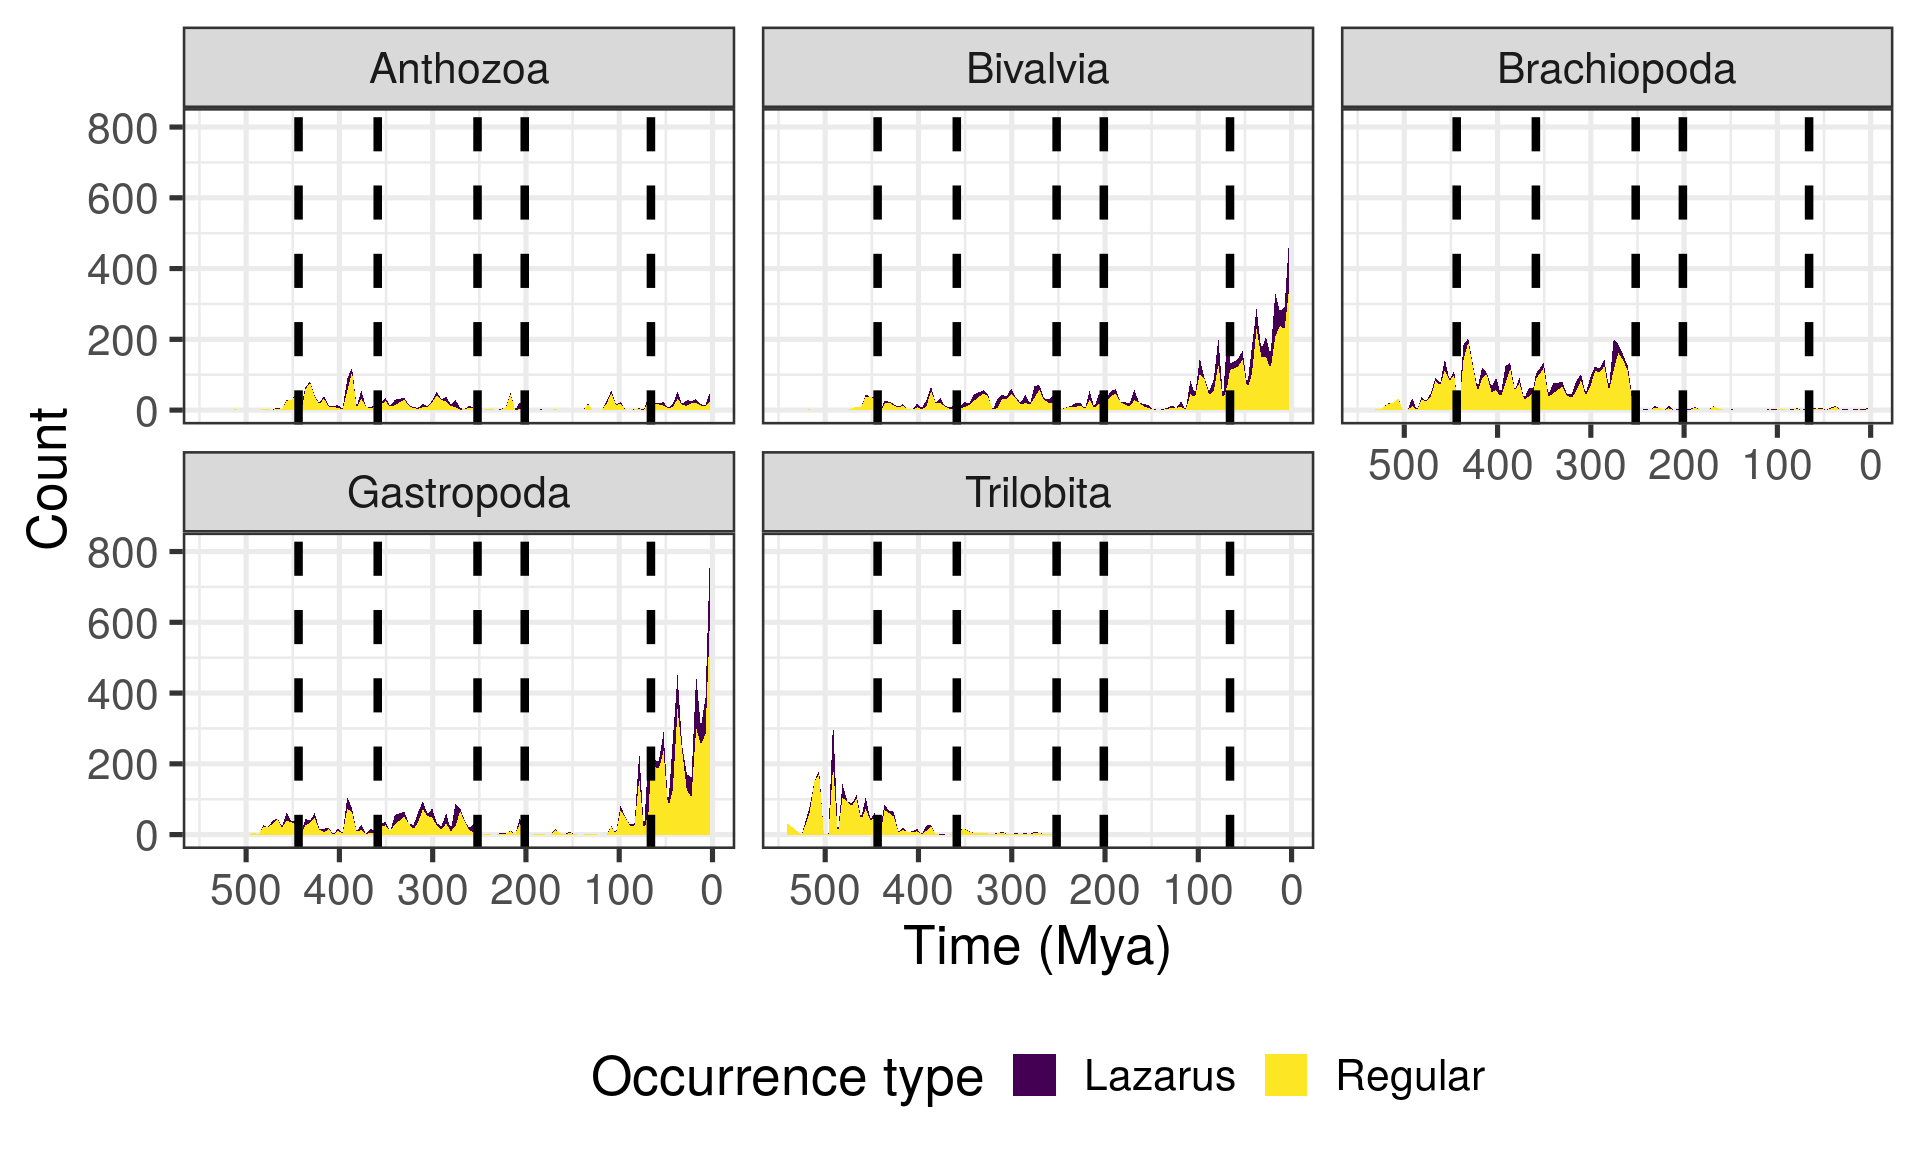 Anthozoa Bivalvia Brachiopoda
800
600
400
200
0
500 400 300 200 100 0
Count
Gastropoda Trilobita
800
600
400
200
0
500 400 300 200 100 0 500 400 300 200 100 0
Time (Mya)
Occurrence type Lazarus Regular